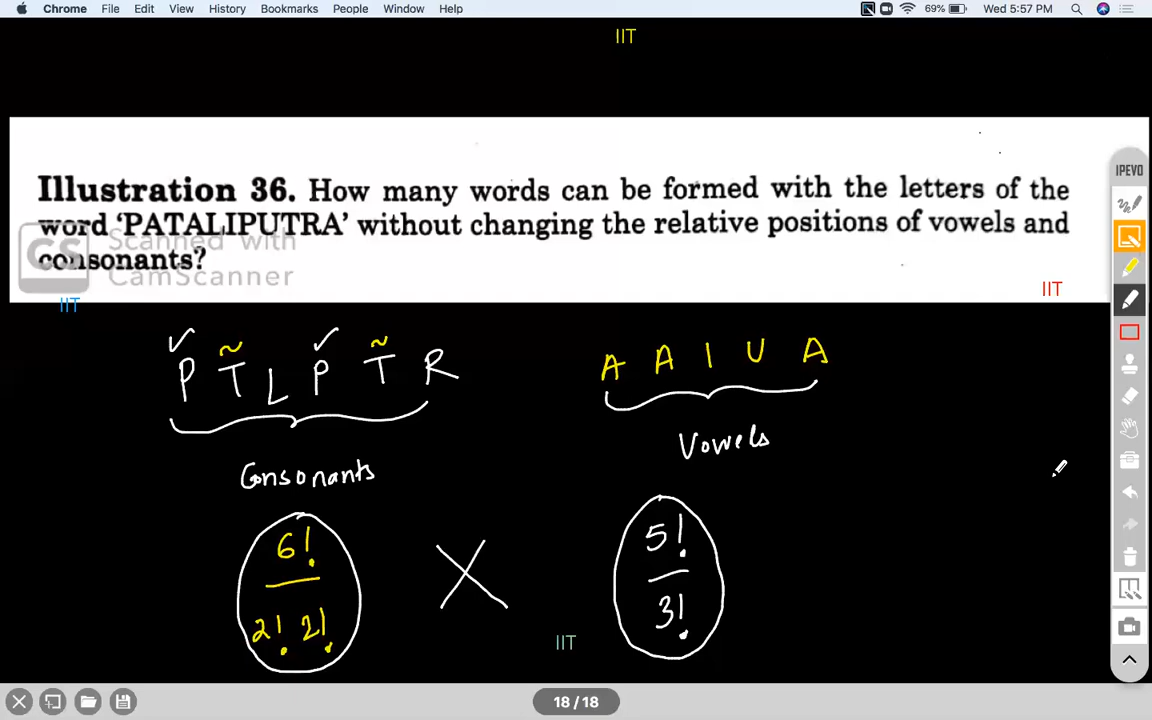 Chrome File Edit View History Bookmarks People Window Help 69% Wed 5:57 PM
IIT
IPEVO
Illustration 36. How many words can be formed with the letters of the
word 'PATALIPUTRA' without changing the relative positions of vowels and
consonants?
CS Scanned with
CamScanner
IIT
IIT
P T L P T R
A A I U A
Consonants
Vowels
6!
2! 2!
X
5!
3!
IIT
18 / 18